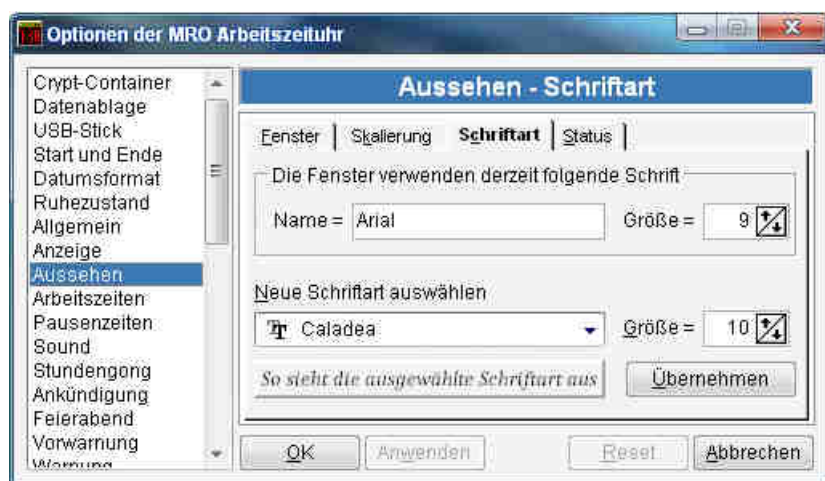 Optionen der MRO Arbeitszeituhr
Crypt-Container
Datenablage
USB-Stick
Start und Ende
Datumsformat
Ruhezustand
Allgemein
Anzeige
Aussehen
Arbeitszeiten
Pausenzeiten
Sound
Stundengong
Ankündigung
Feierabend
Vorwarnung
Warnung
Aussehen - Schriftart
Fenster Skalierung Schriftart Status
Die Fenster verwenden derzeit folgende Schrift
Name = Arial Größe = 9
Neue Schriftart auswählen
Caladea Größe = 10
So sieht die ausgewählte Schriftart aus Übernehmen
OK Anwenden Reset Abbrechen